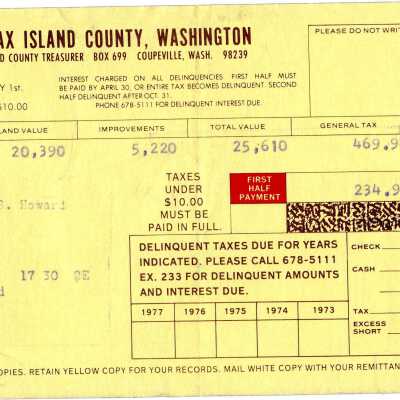 AX ISLAND COUNTY, WASHINGTON
D COUNTY TREASURER BOX 699 COUPEVILLE, WASH. 98239
PLEASE DO NOT WRIT
Y 1st.
$10.00
INTEREST CHARGED ON ALL DELINQUENCIES FIRST HALF MUST
BE PAID BY APRIL 30, OR ENTIRE TAX BECOMES DELINQUENT. SECOND
HALF DELINQUENT AFTER OCT. 31.
PHONE 678-5111 FOR DELINQUENT INTEREST DUE
LAND VALUE IMPROVEMENTS TOTAL VALUE GENERAL TAX
20,390 5,220 25,610 469.9
TAXES
UNDER
$10.00
MUST BE
PAID IN FULL.
FIRST
HALF
PAYMENT
234.9
S. Howard
17 30 QE
d
DELINQUENT TAXES DUE FOR YEARS
INDICATED. PLEASE CALL 678-5111
EX. 233 FOR DELINQUENT AMOUNTS
AND INTEREST DUE.
1977 1976 1975 1974 1973
CHECK
CASH
TAX
EXCESS
SHORT
OPIES. RETAIN YELLOW COPY FOR YOUR RECORDS. MAIL WHITE COPY WITH YOUR REMITTAN